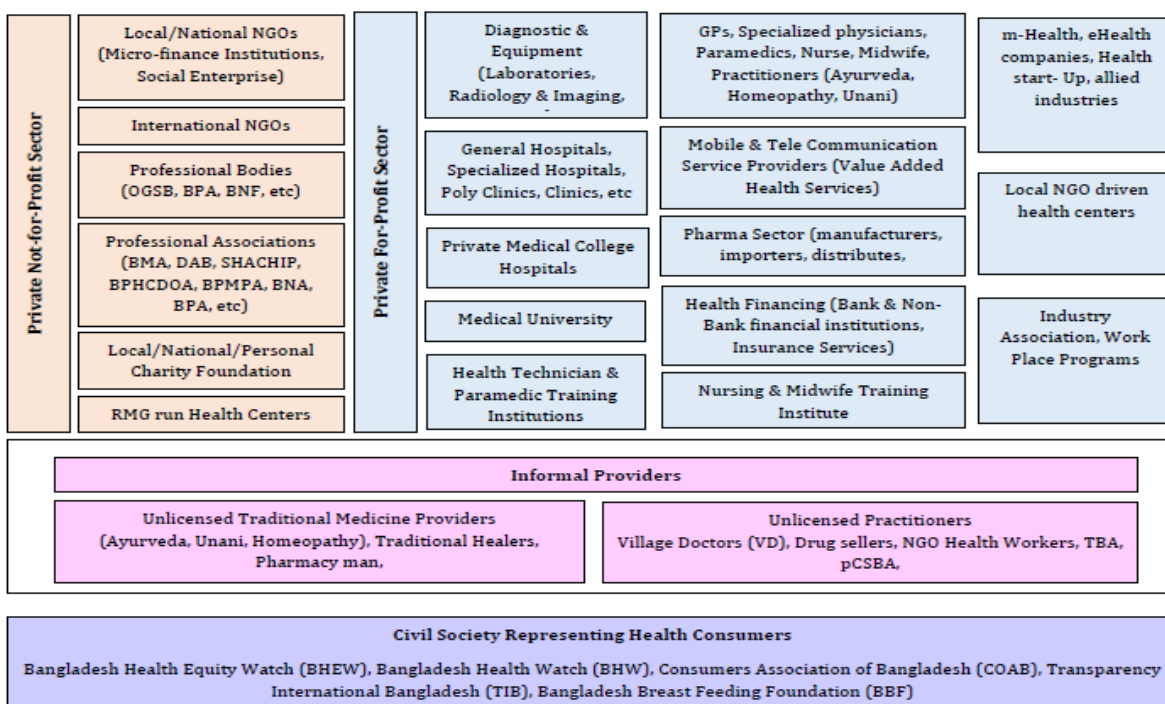 Private Not-for-Profit Sector
Local/National NGOs
(Micro-finance Institutions,
Social Enterprise)
International NGOs
Professional Bodies
(OGSB, BPA, BNF, etc)
Professional Associations
(BMA, DAB, SHACHIP,
BPHCDOA, BPMPA, BNA,
BPA, etc)
Local/National/Personal
Charity Foundation
RMG run Health Centers
Private For-Profit Sector
Diagnostic &
Equipment
(Laboratories,
Radiology & Imaging,
General Hospitals,
Specialized Hospitals,
Poly Clinics, Clinics, etc
Private Medical College
Hospitals
Medical University
Health Technician &
Paramedic Training
Institutions
GPs, Specialized physicians,
Paramedics, Nurse, Midwife,
Practitioners (Ayurveda,
Homeopathy, Unani)
Mobile & Tele Communication
Service Providers (Value Added
Health Services)
Pharma Sector (manufacturers,
importers, distributes,
Health Financing (Bank & Non-
Bank financial institutions,
Insurance Services)
Nursing & Midwife Training
Institute
m-Health, eHealth
companies, Health
start- Up, allied
industries
Local NGO driven
health centers
Industry
Association, Work
Place Programs
Informal Providers
Unlicensed Traditional Medicine Providers
(Ayurveda, Unani, Homeopathy), Traditional Healers,
Pharmacy man,
Unlicensed Practitioners
Village Doctors (VD), Drug sellers, NGO Health Workers, TBA,
pCSBA,
Civil Society Representing Health Consumers
Bangladesh Health Equity Watch (BHEW), Bangladesh Health Watch (BHW), Consumers Association of Bangladesh (COAB), Transparency
International Bangladesh (TIB), Bangladesh Breast Feeding Foundation (BBF)